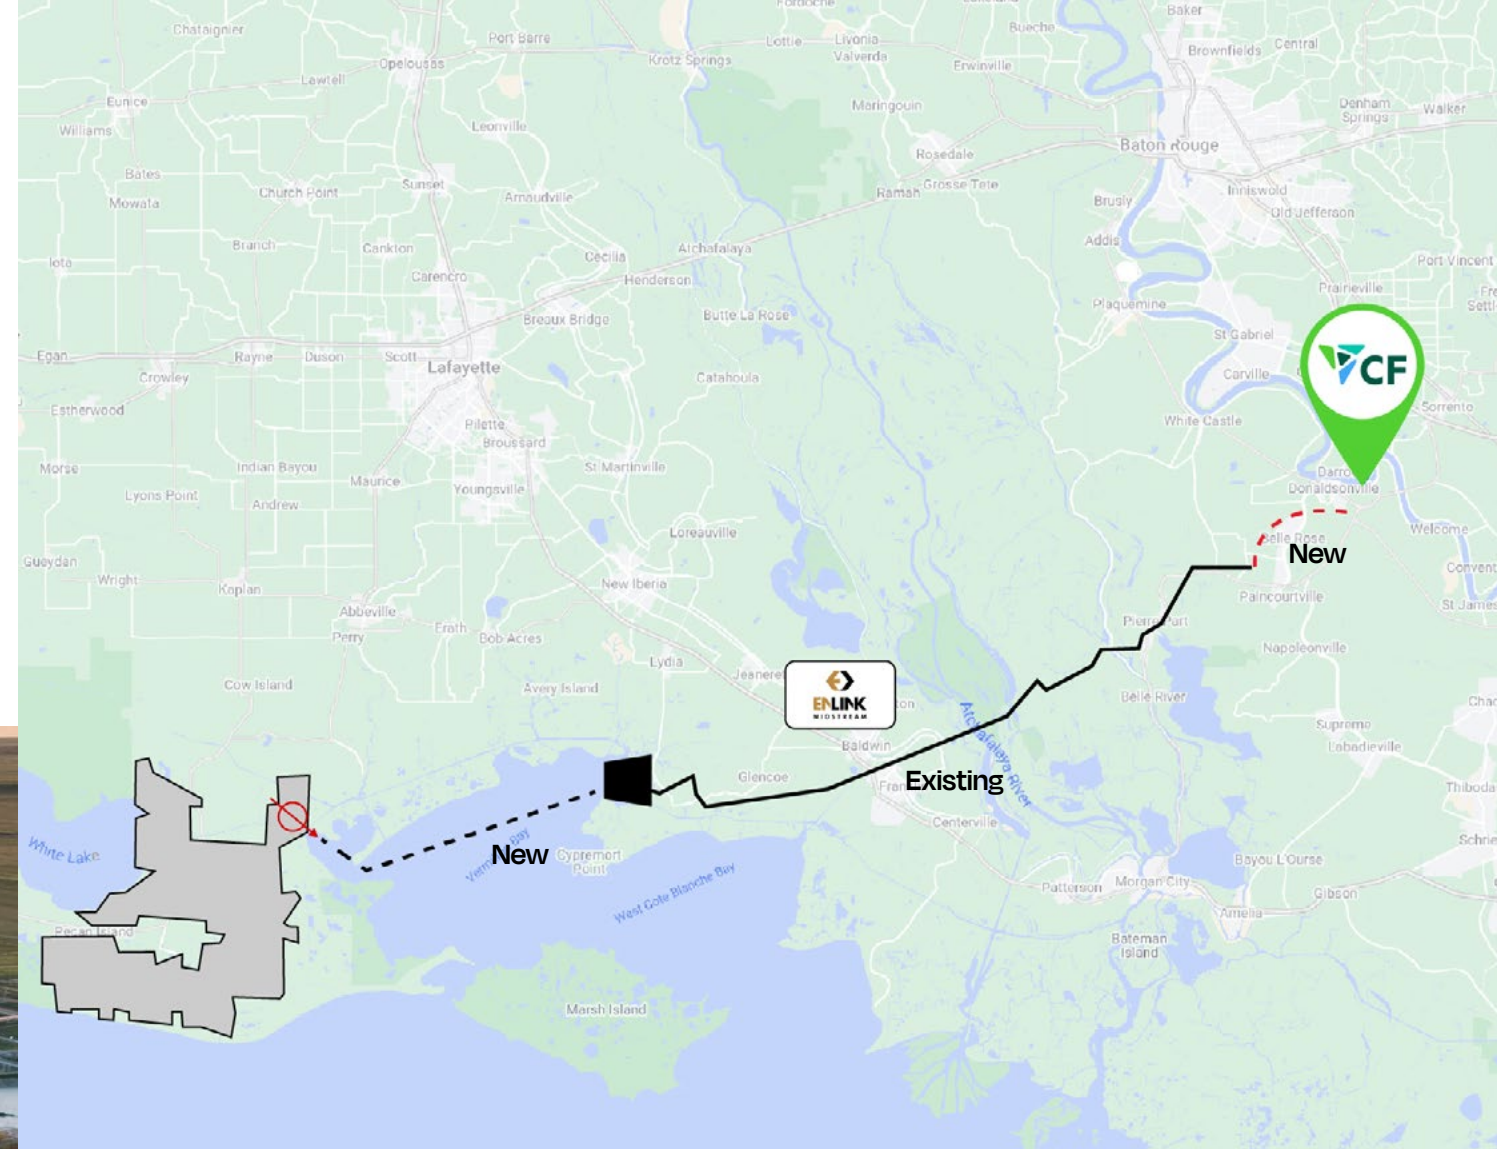 Fordoche
Chataignier
Port Barre
Lottie
Livonia
Valverda
Bueche
Baker
Brownfields
Central
Opelousas
Krotz Springs
Erwinville
Lawtell
Eunice
Maringouin
Denham
Springs
Walker
Williams
Leonville
Baton Rouge
Rosedale
Bates
Church Point
Sunset
Arnaudville
Ramah
Grosse Tete
Inniswold
Mowata
Brusly
Old Jefferson
Branch
Cankton
Cecilia
Atchafalaya
Addis
Iota
Port Vincent
Carencro
Henderson
Prairieville
Plaquemine
Breaux Bridge
Butte La Rose
St Gabriel
Egan
Rayne
Duson
Scott
Lafayette
Crowley
Catahoula
Carville
CF
Estherwood
White Castle
Sorrento
Pilette
Broussard
Morse
Indian Bayou
Maurice
St Martinville
Donaldsonville
Lyons Point
Andrew
Youngsville
Loreauville
Welcome
Belle Rose
New
Gueydan
Wright
Kaplan
New Iberia
Paincourtville
Abbeville
Pierre Part
Perry
Erath
Bob Acres
Napoleonville
Lydia
Cow Island
Avery Island
ENLINK
MIDSTREAM
Belle River
Atchafalaya River
Supreme
Labadieville
Baldwin
Glencoe
Existing
Centerville
White Lake
New
Cypremort
Point
West Cote Blanche Bay
Bayou L'Ourse
Patterson
Morgan City
Gibson
Amelia
Pecan Island
Bateman
Island
Marsh Island